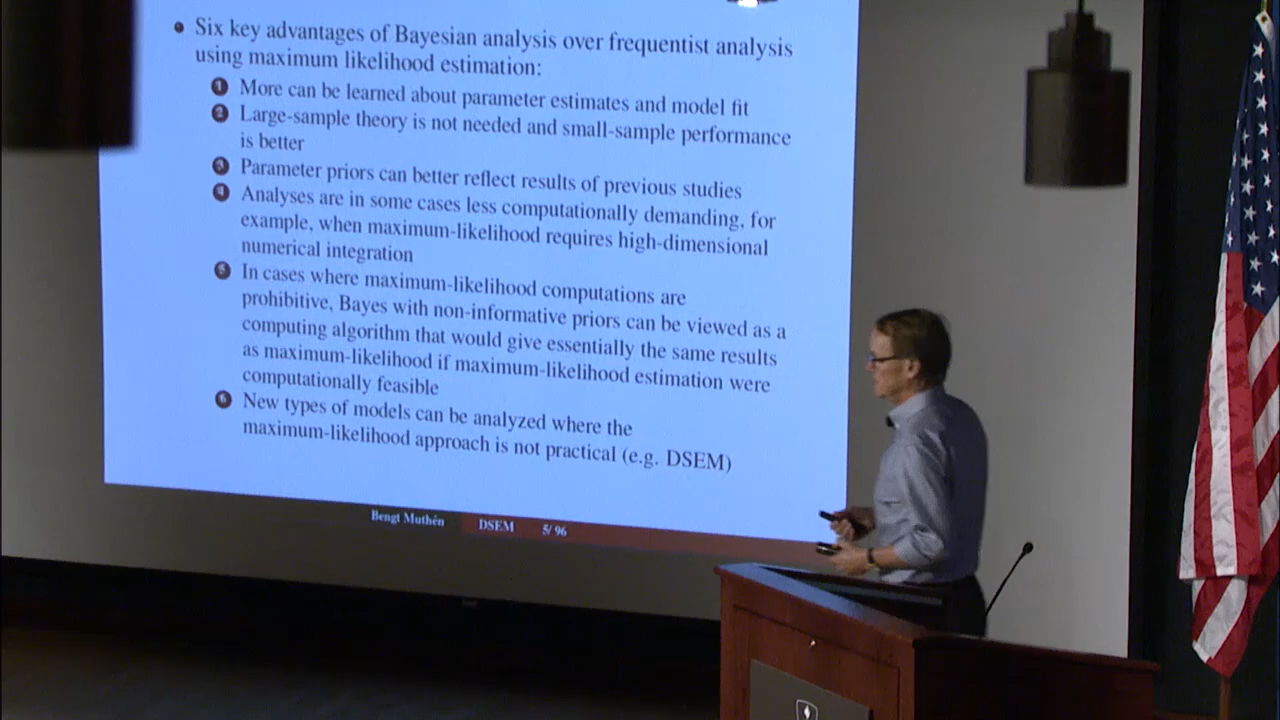 Six key advantages of Bayesian analysis over frequentist analysis
using maximum likelihood estimation:
1 More can be learned about parameter estimates and model fit
2 Large-sample theory is not needed and small-sample performance
is better
3 Parameter priors can better reflect results of previous studies
4 Analyses are in some cases less computationally demanding, for
example, when maximum-likelihood requires high-dimensional
numerical integration
5 In cases where maximum-likelihood computations are
prohibitive, Bayes with non-informative priors can be viewed as a
computing algorithm that would give essentially the same results
as maximum-likelihood if maximum-likelihood estimation were
computationally feasible
6 New types of models can be analyzed where the
maximum-likelihood approach is not practical (e.g. DSEM)
Bengt Muthén DSEM 5/96